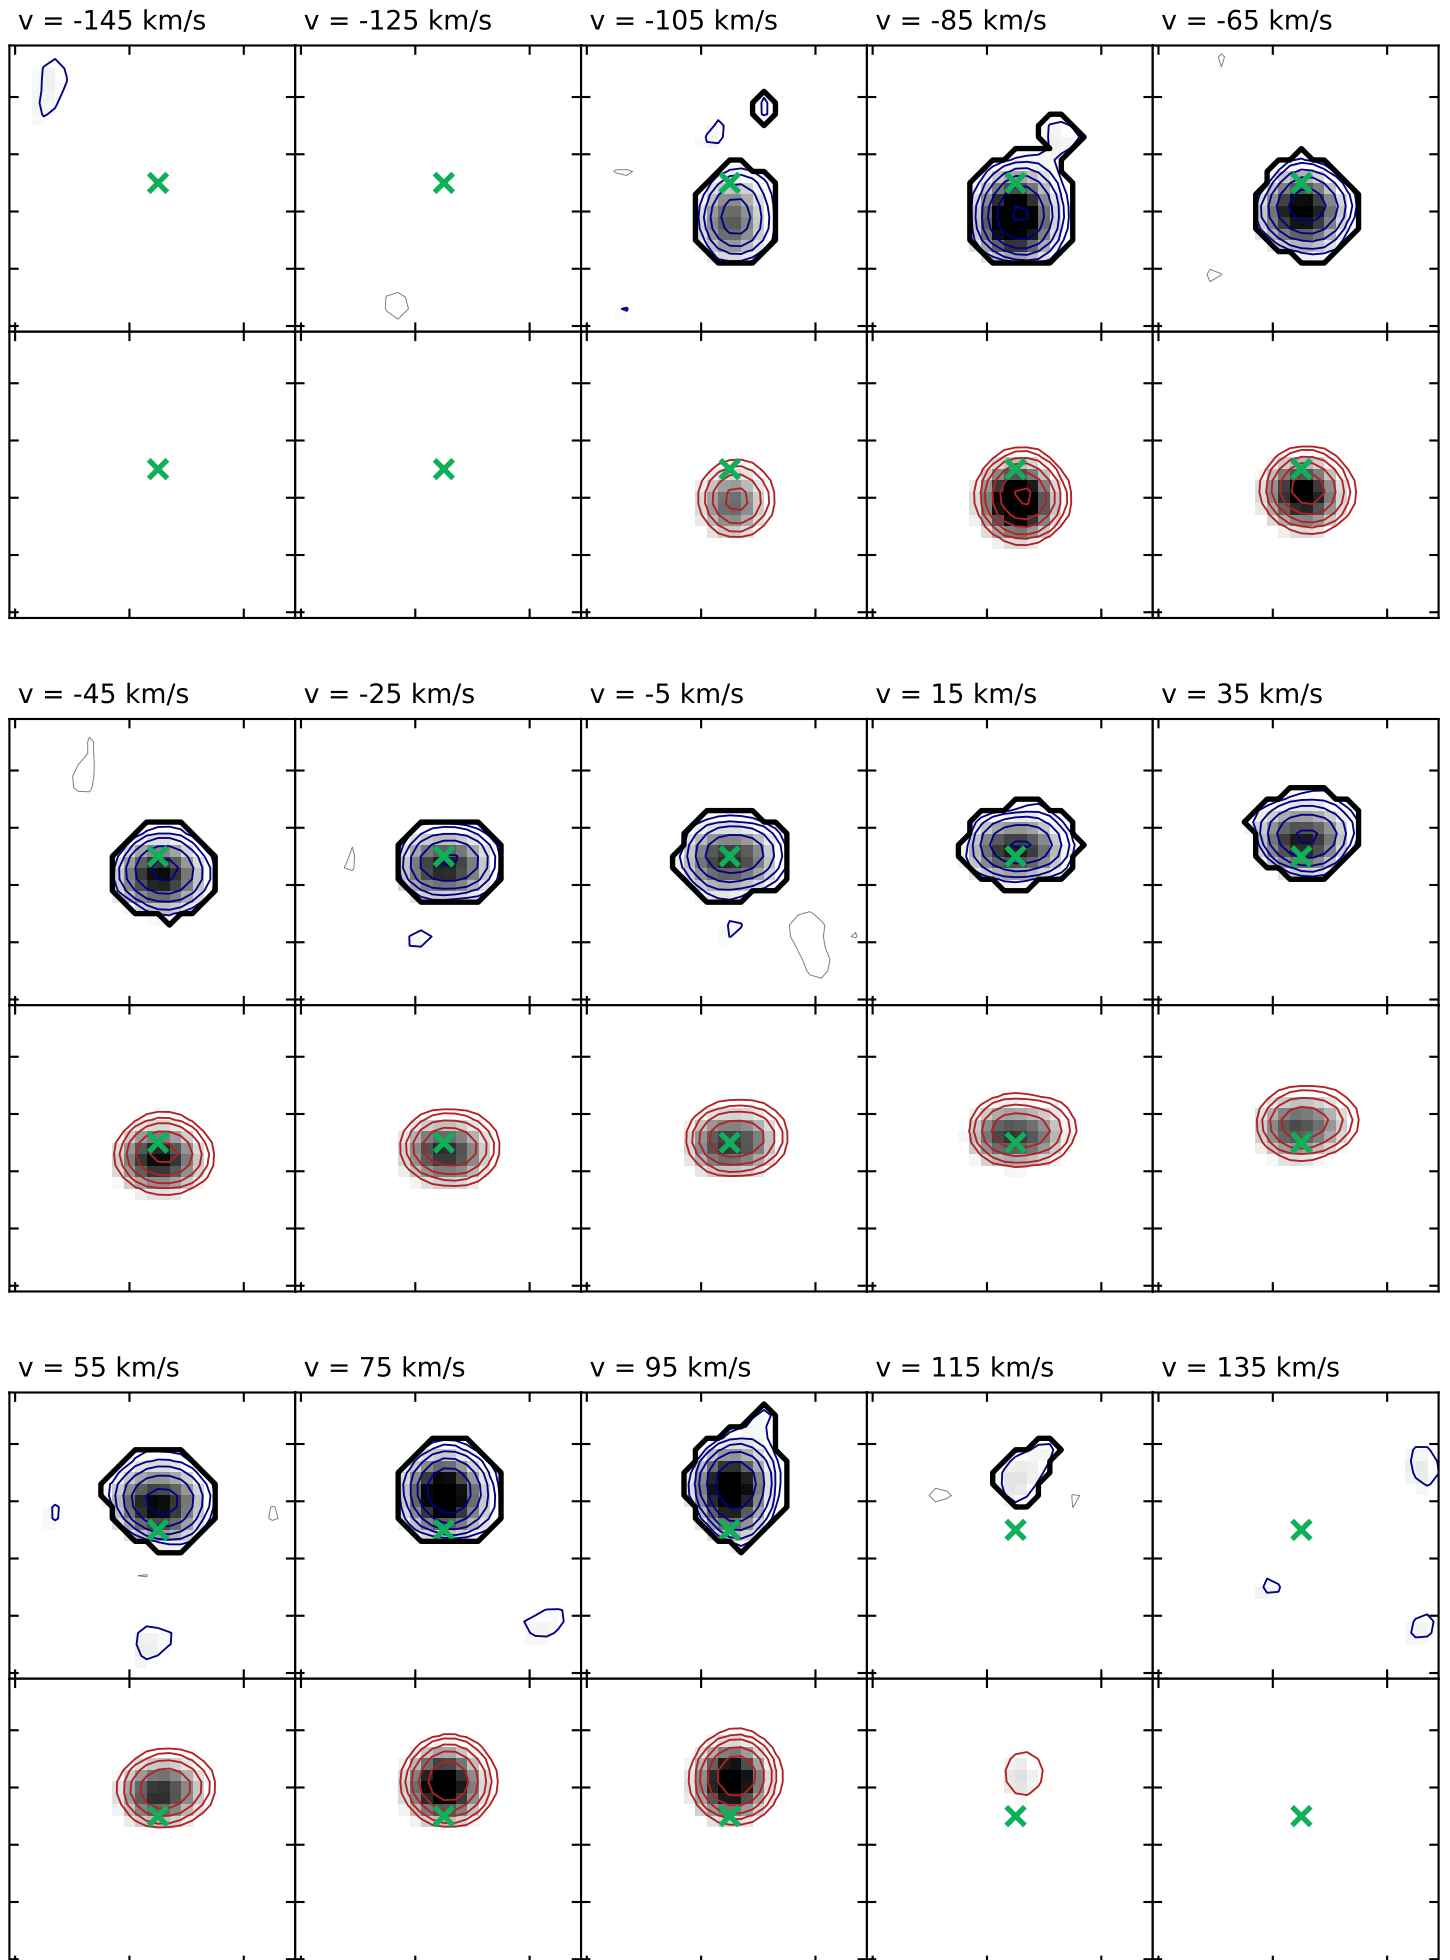 v = -145 km/s
v = -125 km/s
v = -105 km/s
v = -85 km/s
v = -65 km/s
v = -45 km/s
v = -25 km/s
v = -5 km/s
v = 15 km/s
v = 35 km/s
v = 55 km/s
v = 75 km/s
v = 95 km/s
v = 115 km/s
v = 135 km/s